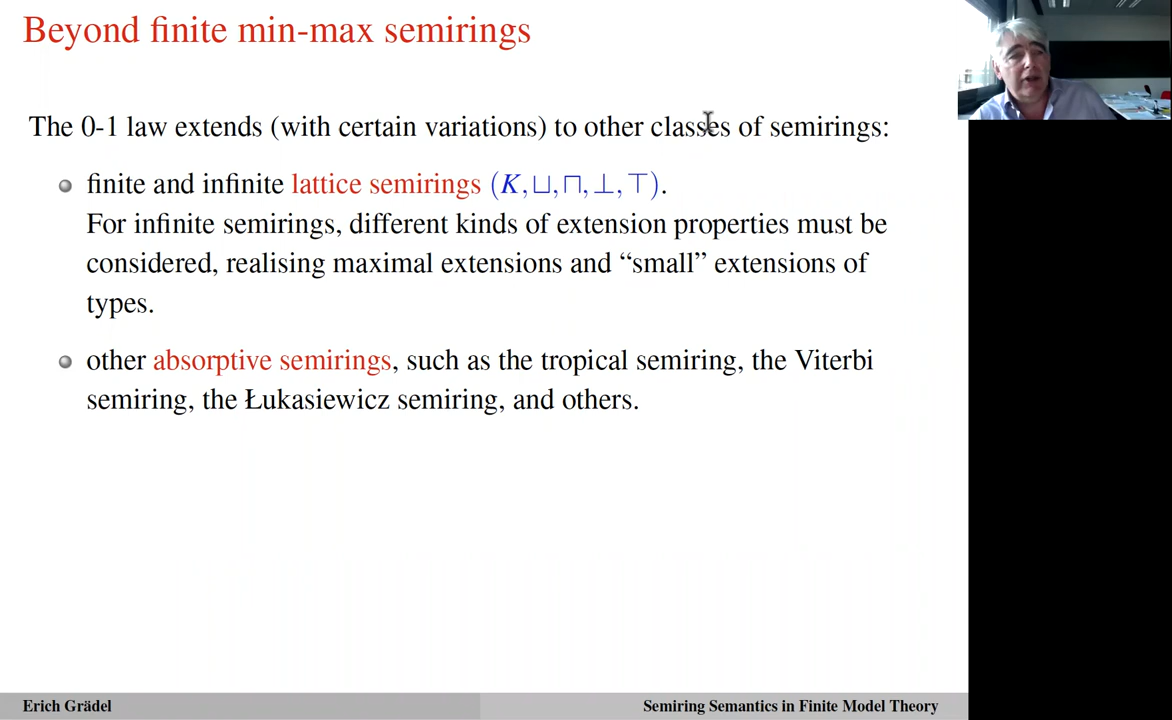 Beyond finite min-max semirings
The 0-1 law extends (with certain variations) to other classes of semirings:
finite and infinite lattice semirings (K, ⊔, ⊓, ⊥, ⊤).
For infinite semirings, different kinds of extension properties must be
considered, realising maximal extensions and “small” extensions of
types.
other absorptive semirings, such as the tropical semiring, the Viterbi
semiring, the Łukasiewicz semiring, and others.
Erich Grädel
Semiring Semantics in Finite Model Theory